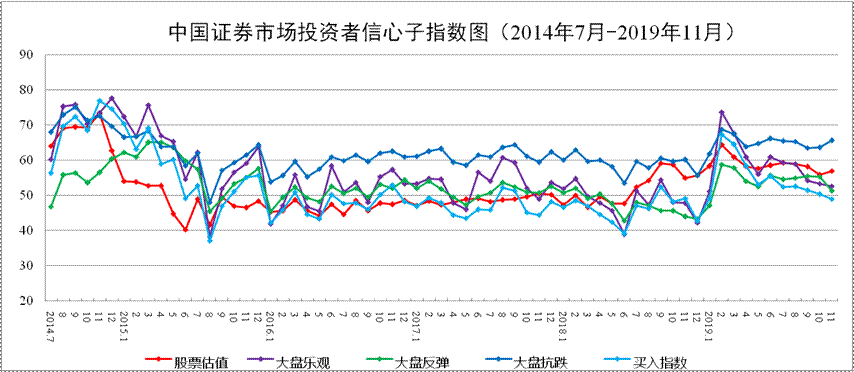 中国证券市场投资者信心子指数图（2014年7月-2019年11月）
90
80
70
60
50
40
30
20
2014.7 8 9 10 11 12 2015.1 2 3 4 5 6 7 8 9 10 11 12 2016.1 2 3 4 5 6 7 8 9 10 11 12 2017.1 2 3 4 5 6 7 8 9 10 11 12 2018.1 2 3 4 5 6 7 8 9 10 11 12 2019.1 2 3 4 5 6 7 8 9 10 11
股票估值 大盘乐观 大盘反弹 大盘抗跌 买入指数